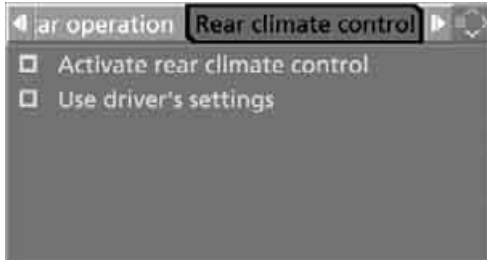 ar operation Rear climate control
Activate rear climate control
Use driver's settings